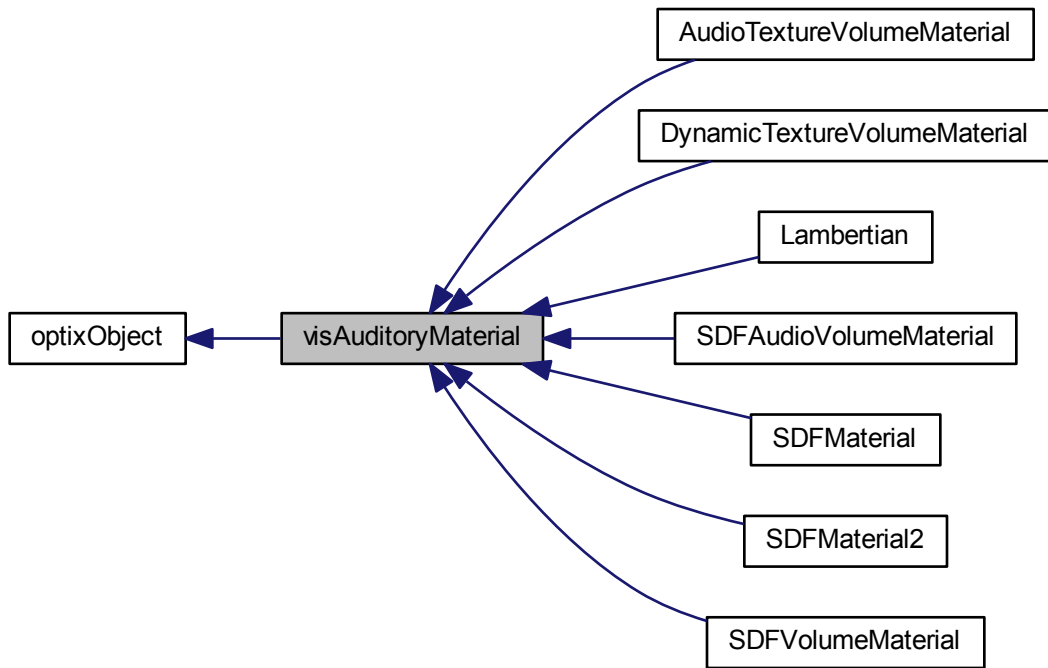 AudioTextureVolumeMaterial
DynamicTextureVolumeMaterial
Lambertian
optixObject
visAuditoryMaterial
SDFAudioVolumeMaterial
SDFMaterial
SDFMaterial2
SDFVolumeMaterial